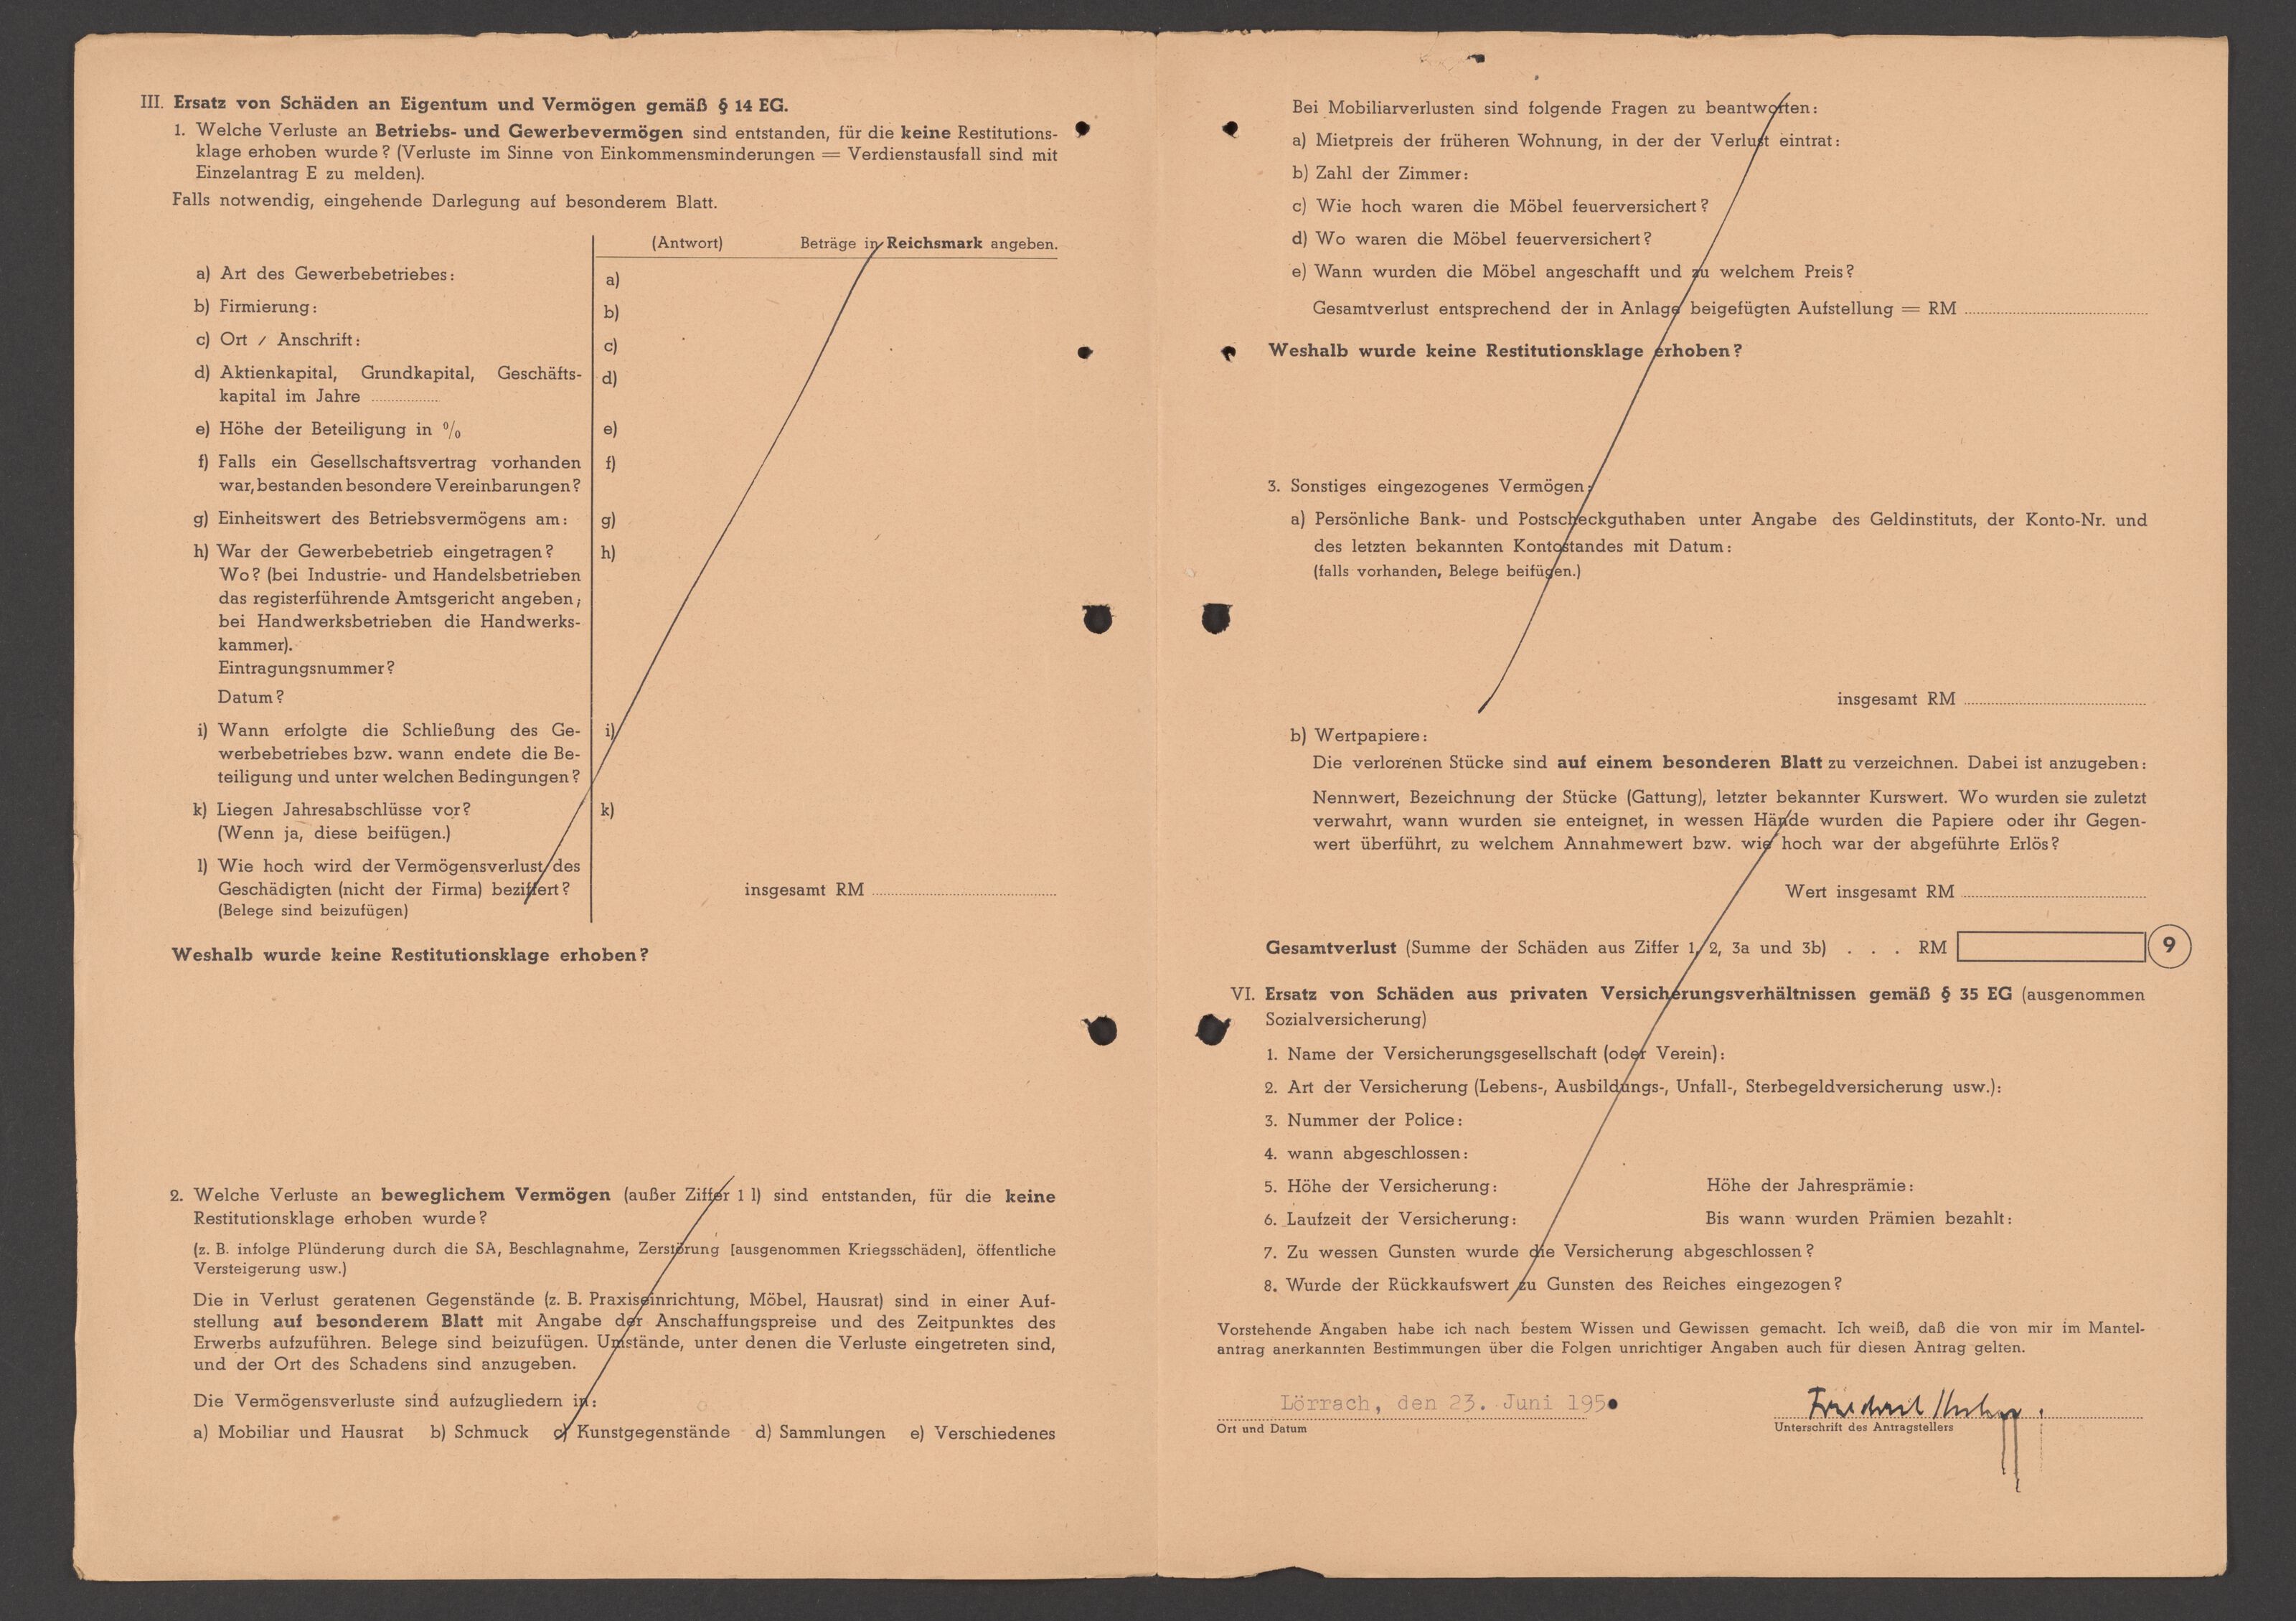 III. Ersatz von Schäden an Eigentum und Vermögen gemäß § 14 EG.
1. Welche Verluste an Betriebs- und Gewerbevermögen sind entstanden, für die keine Restitutions-
klage erhoben wurde? (Verluste im Sinne von Einkommensminderungen = Verdienstausfall sind mit
Einzelantrag E zu melden).
Falls notwendig, eingehende Darlegung auf besonderem Blatt.
(Antwort) Beträge in Reichsmark angeben.
a) Art des Gewerbebetriebes: a)
b) Firmierung: b)
c) Ort / Anschrift: c)
d) Aktienkapital, Grundkapital, Geschäfts- d)
kapital im Jahre
e) Höhe der Beteiligung in % e)
f) Falls ein Gesellschaftsvertrag vorhanden f)
war, bestanden besondere Vereinbarungen?
g) Einheitswert des Betriebsvermögens am: g)
h) War der Gewerbebetrieb eingetragen? h)
Wo? (bei Industrie- und Handelsbetrieben
das registerführende Amtsgericht angeben;
bei Handwerksbetrieben die Handwerks-
kammer).
Eintragungsnummer?
Datum?
i) Wann erfolgte die Schließung des Ge- i)
werbebetriebes bzw. wann endete die Be-
teiligung und unter welchen Bedingungen?
k) Liegen Jahresabschlüsse vor? k)
(Wenn ja, diese beifügen.)
l) Wie hoch wird der Vermögensverlust des
Geschädigten (nicht der Firma) beziffert? insgesamt RM
(Belege sind beizufügen)
Weshalb wurde keine Restitutionsklage erhoben?
2. Welche Verluste an beweglichem Vermögen (außer Ziffer 1 l) sind entstanden, für die keine
Restitutionsklage erhoben wurde?
(z. B. infolge Plünderung durch die SA, Beschlagnahme, Zerstörung [ausgenommen Kriegsschäden], öffentliche
Versteigerung usw.)
Die in Verlust geratenen Gegenstände (z. B. Praxiseinrichtung, Möbel, Hausrat) sind in einer Auf-
stellung auf besonderem Blatt mit Angabe der Anschaffungspreise und des Zeitpunktes des
Erwerbs aufzuführen. Belege sind beizufügen. Umstände, unter denen die Verluste eingetreten sind,
und der Ort des Schadens sind anzugeben.
Die Vermögensverluste sind aufzugliedern in:
a) Mobiliar und Hausrat b) Schmuck c) Kunstgegenstände d) Sammlungen e) Verschiedenes
Bei Mobiliarverlusten sind folgende Fragen zu beantworten:
a) Mietpreis der früheren Wohnung, in der der Verlust eintrat:
b) Zahl der Zimmer:
c) Wie hoch waren die Möbel feuerversichert?
d) Wo waren die Möbel feuerversichert?
e) Wann wurden die Möbel angeschafft und zu welchem Preis?
Gesamtverlust entsprechend der in Anlage beigefügten Aufstellung = RM
Weshalb wurde keine Restitutionsklage erhoben?
3. Sonstiges eingezogenes Vermögen:
a) Persönliche Bank- und Postscheckguthaben unter Angabe des Geldinstituts, der Konto-Nr. und
des letzten bekannten Kontostandes mit Datum:
(falls vorhanden, Belege beifügen.)
insgesamt RM
b) Wertpapiere:
Die verlorenen Stücke sind auf einem besonderen Blatt zu verzeichnen. Dabei ist anzugeben:
Nennwert, Bezeichnung der Stücke (Gattung), letzter bekannter Kurswert. Wo wurden sie zuletzt
verwahrt, wann wurden sie enteignet, in wessen Hände wurden die Papiere oder ihr Gegen-
wert überführt, zu welchem Annahmewert bzw. wie hoch war der abgeführte Erlös?
Wert insgesamt RM
Gesamtverlust (Summe der Schäden aus Ziffer 1, 2, 3a und 3b) . . . RM 9
VI. Ersatz von Schäden aus privaten Versicherungsverhältnissen gemäß § 35 EG (ausgenommen
Sozialversicherung)
1. Name der Versicherungsgesellschaft (oder Verein):
2. Art der Versicherung (Lebens-, Ausbildungs-, Unfall-, Sterbegeldversicherung usw.):
3. Nummer der Police:
4. wann abgeschlossen:
5. Höhe der Versicherung: Höhe der Jahresprämie:
6. Laufzeit der Versicherung: Bis wann wurden Prämien bezahlt:
7. Zu wessen Gunsten wurde die Versicherung abgeschlossen?
8. Wurde der Rückkaufswert zu Gunsten des Reiches eingezogen?
Vorstehende Angaben habe ich nach bestem Wissen und Gewissen gemacht. Ich weiß, daß die von mir im Mantel-
antrag anerkannten Bestimmungen über die Folgen unrichtiger Angaben auch für diesen Antrag gelten.
Lörrach, den 23. Juni 1950 Friedrich
Ort und Datum Unterschrift des Antragstellers